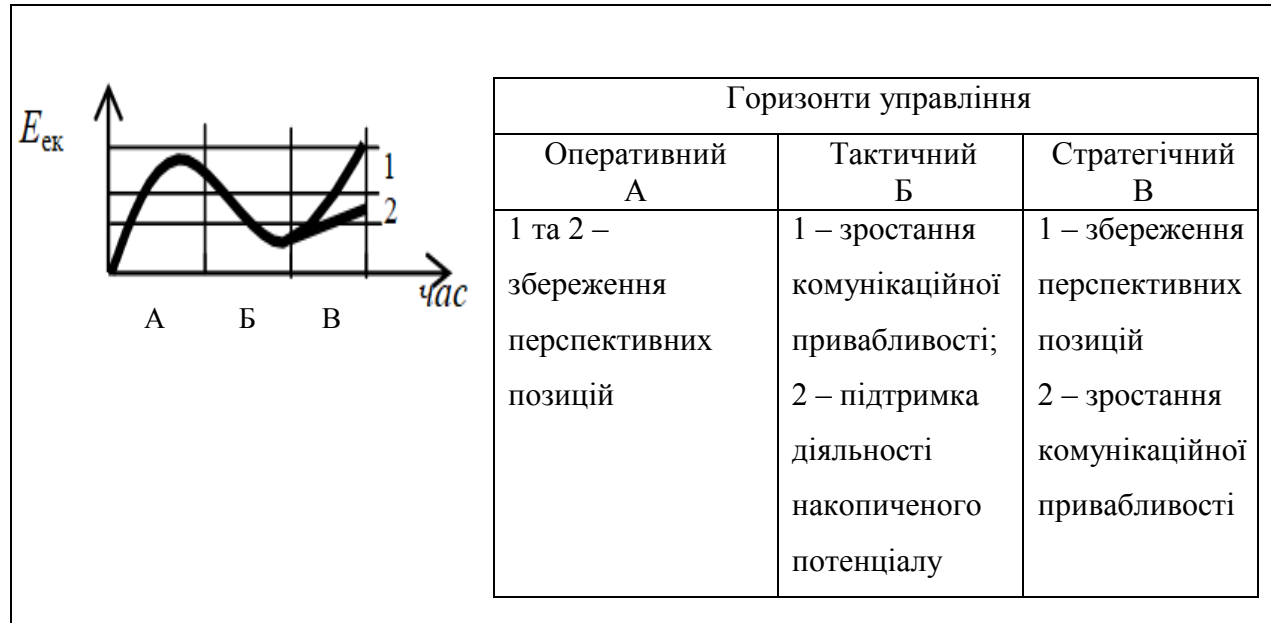 Eек
1
2
час
А Б В
Горизонти управління
Оперативний
А
Тактичний
Б
Стратегічний
В
1 та 2 –
збереження
перспективних
позицій
1 – зростання
комунікаційної
привабливості;
2 – підтримка
діяльності
накопиченого
потенціалу
1 – збереження
перспективних
позицій
2 – зростання
комунікаційної
привабливості